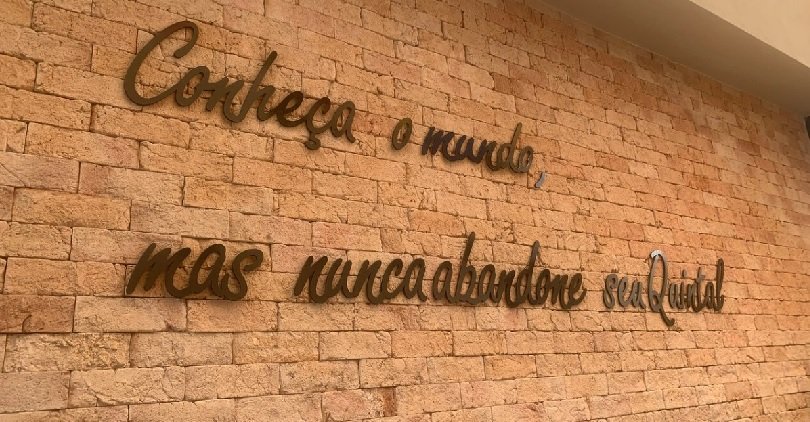 Conheça o mundo,
mas nunca abandone seu Quintal